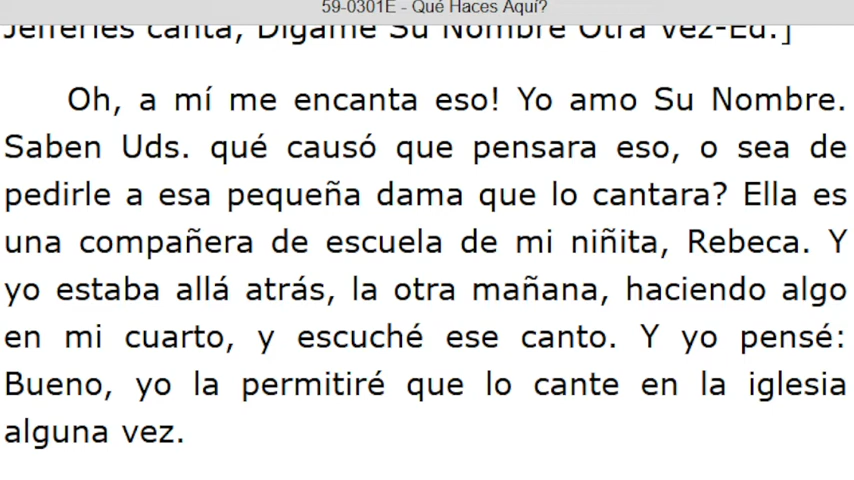 59-0301E - Qué Haces Aquí?
Jefferies canta, Dígame Su Nombre Otra Vez-Ed.]
Oh, a mí me encanta eso! Yo amo Su Nombre.
Saben Uds. qué causó que pensara eso, o sea de
pedirle a esa pequeña dama que lo cantara? Ella es
una compañera de escuela de mi niñita, Rebeca. Y
yo estaba allá atrás, la otra mañana, haciendo algo
en mi cuarto, y escuché ese canto. Y yo pensé:
Bueno, yo la permitiré que lo cante en la iglesia
alguna vez.